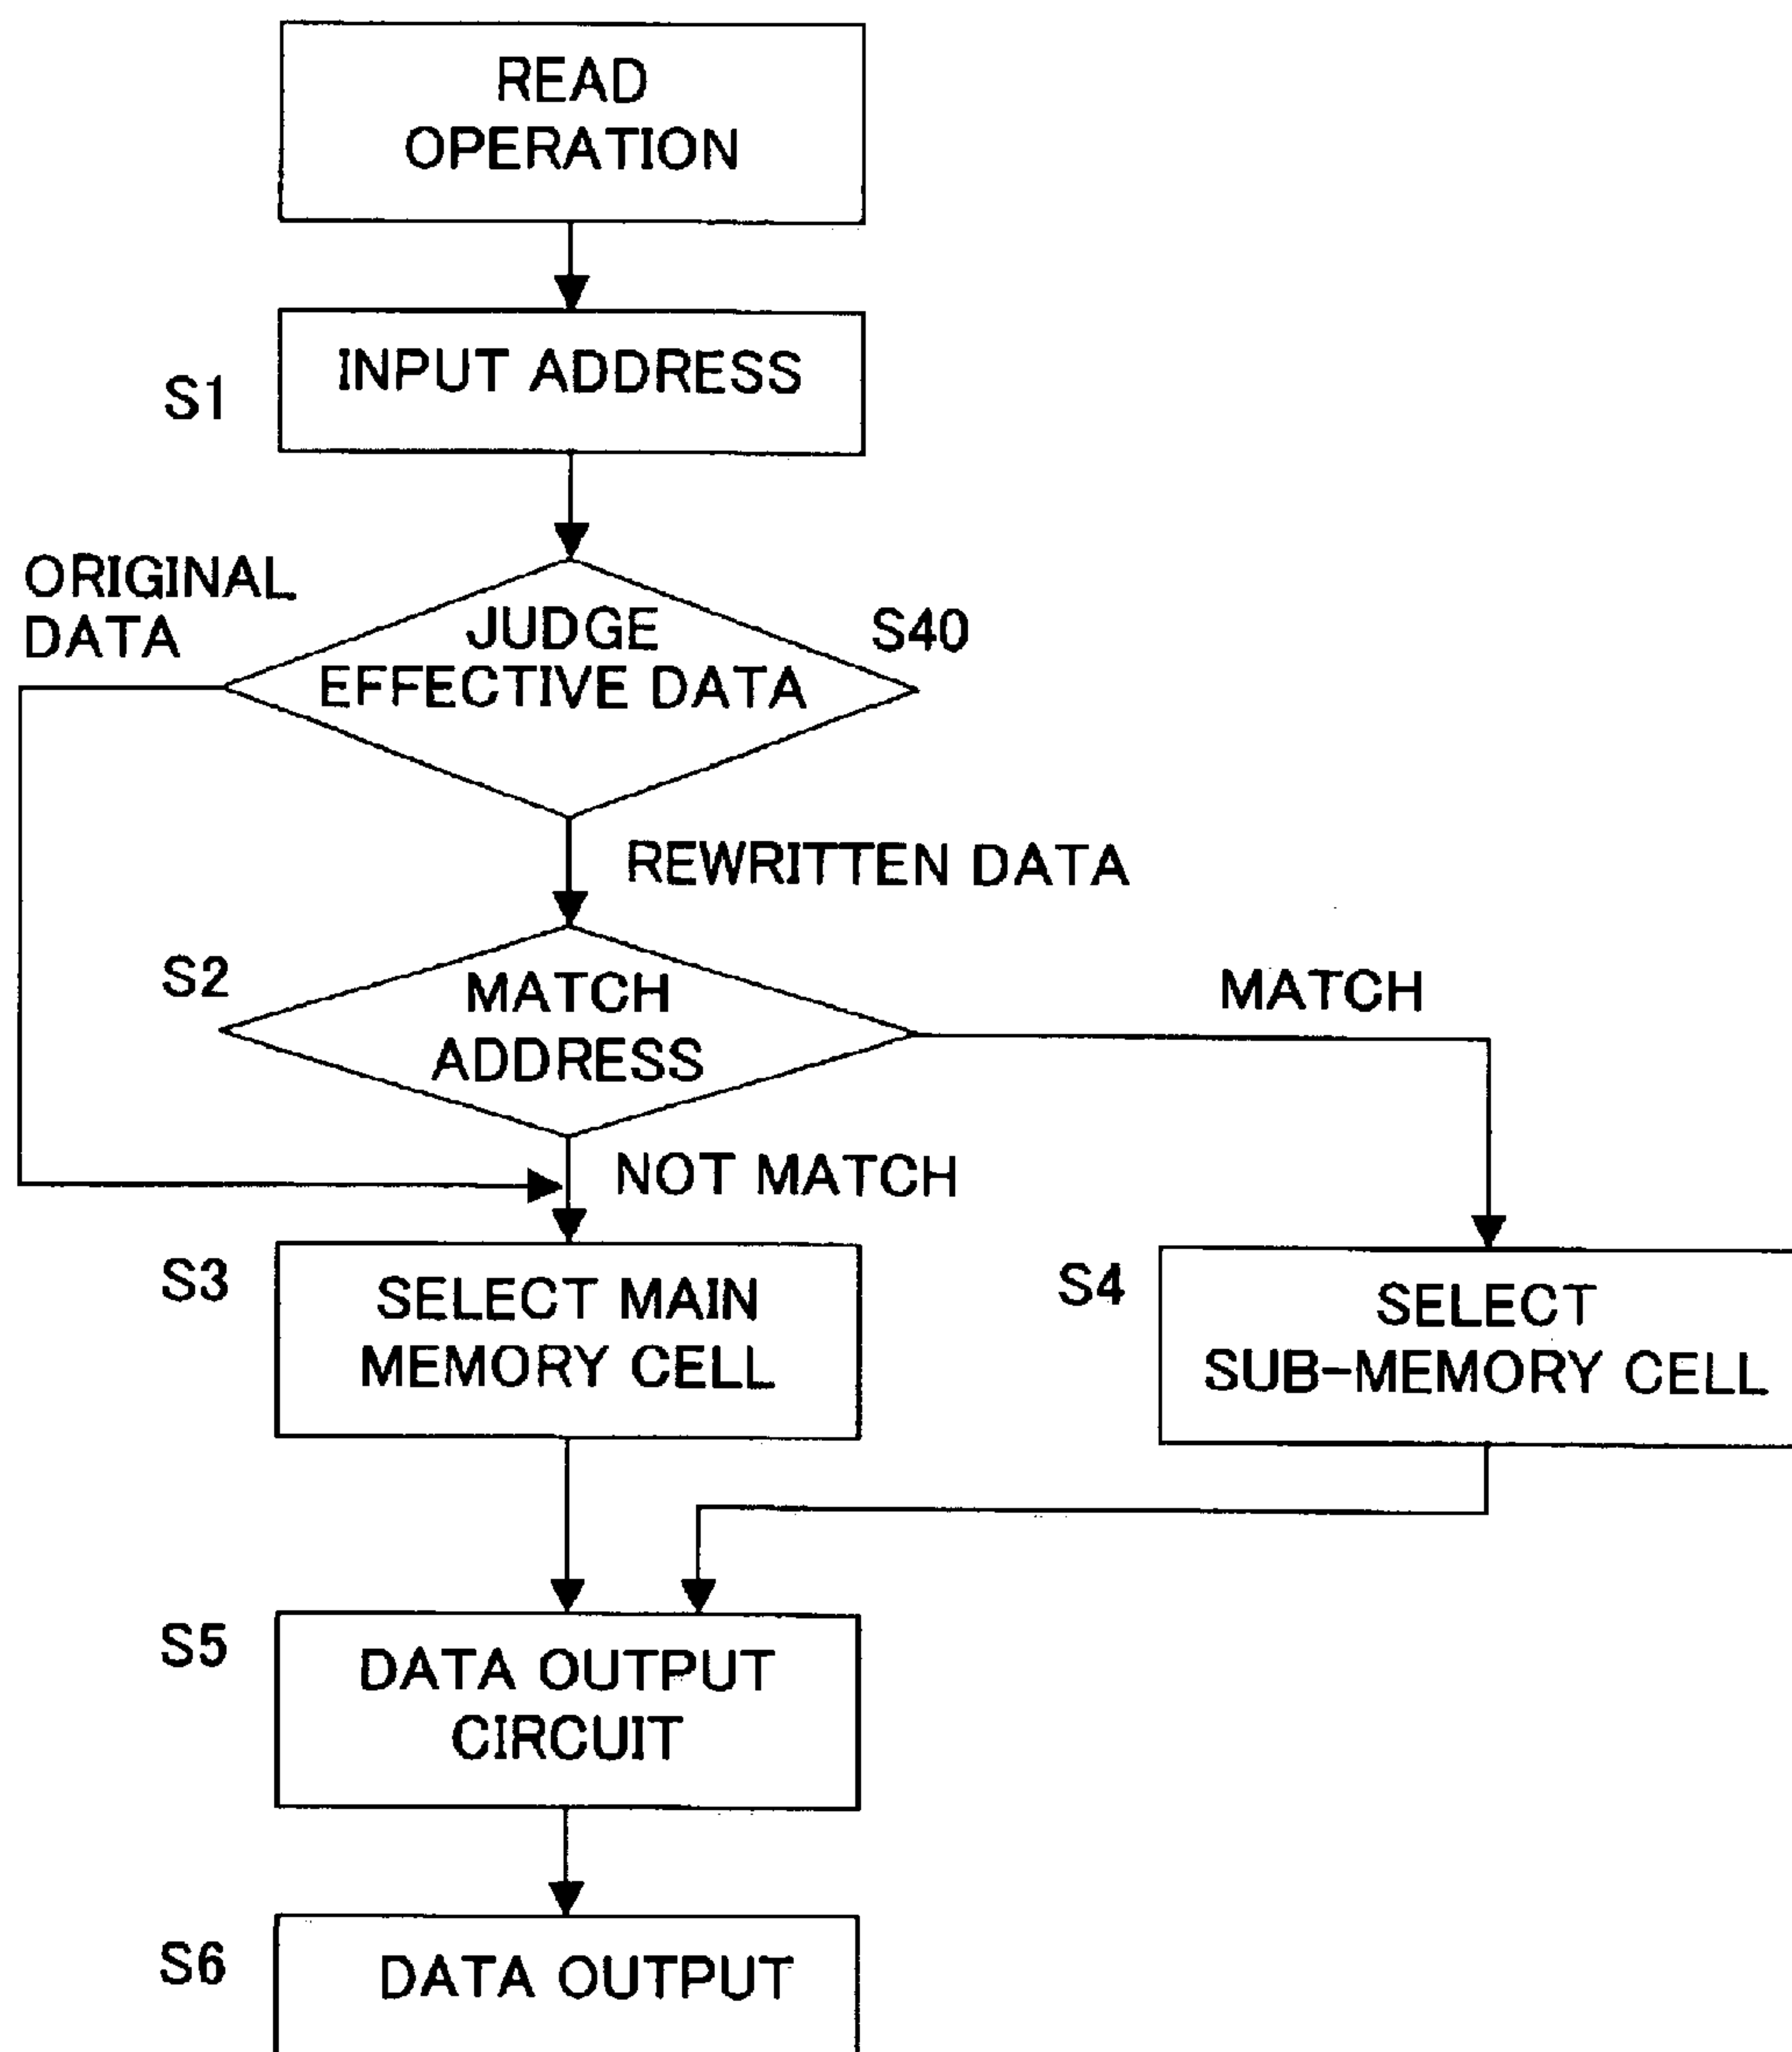 READ
OPERATION
S1
INPUT ADDRESS
ORIGINAL
DATA
JUDGE
EFFECTIVE DATA
S40
REWRITTEN DATA
S2
MATCH
ADDRESS
MATCH
NOT MATCH
S3
SELECT MAIN
MEMORY CELL
S4
SELECT
SUB-MEMORY CELL
S5
DATA OUTPUT
CIRCUIT
S6
DATA OUTPUT